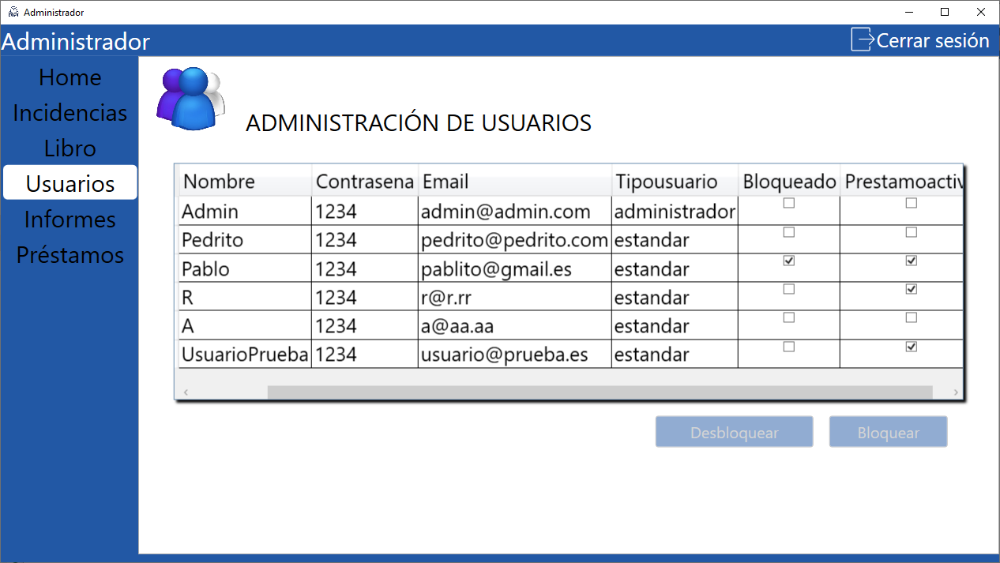 Administrador
Administrador
Cerrar sesión
Home
Incidencias
Libro
Usuarios
Informes
Préstamos
ADMINISTRACIÓN DE USUARIOS
Nombre Contrasena Email Tipousuario Bloqueado Prestamoactiv
Admin 1234 admin@admin.com administrador
Pedrito 1234 pedrito@pedrito.com estandar
Pablo 1234 pablito@gmail.es estandar
R 1234 r@r.rr estandar
A 1234 a@aa.aa estandar
UsuarioPrueba 1234 usuario@prueba.es estandar
Desbloquear Bloquear